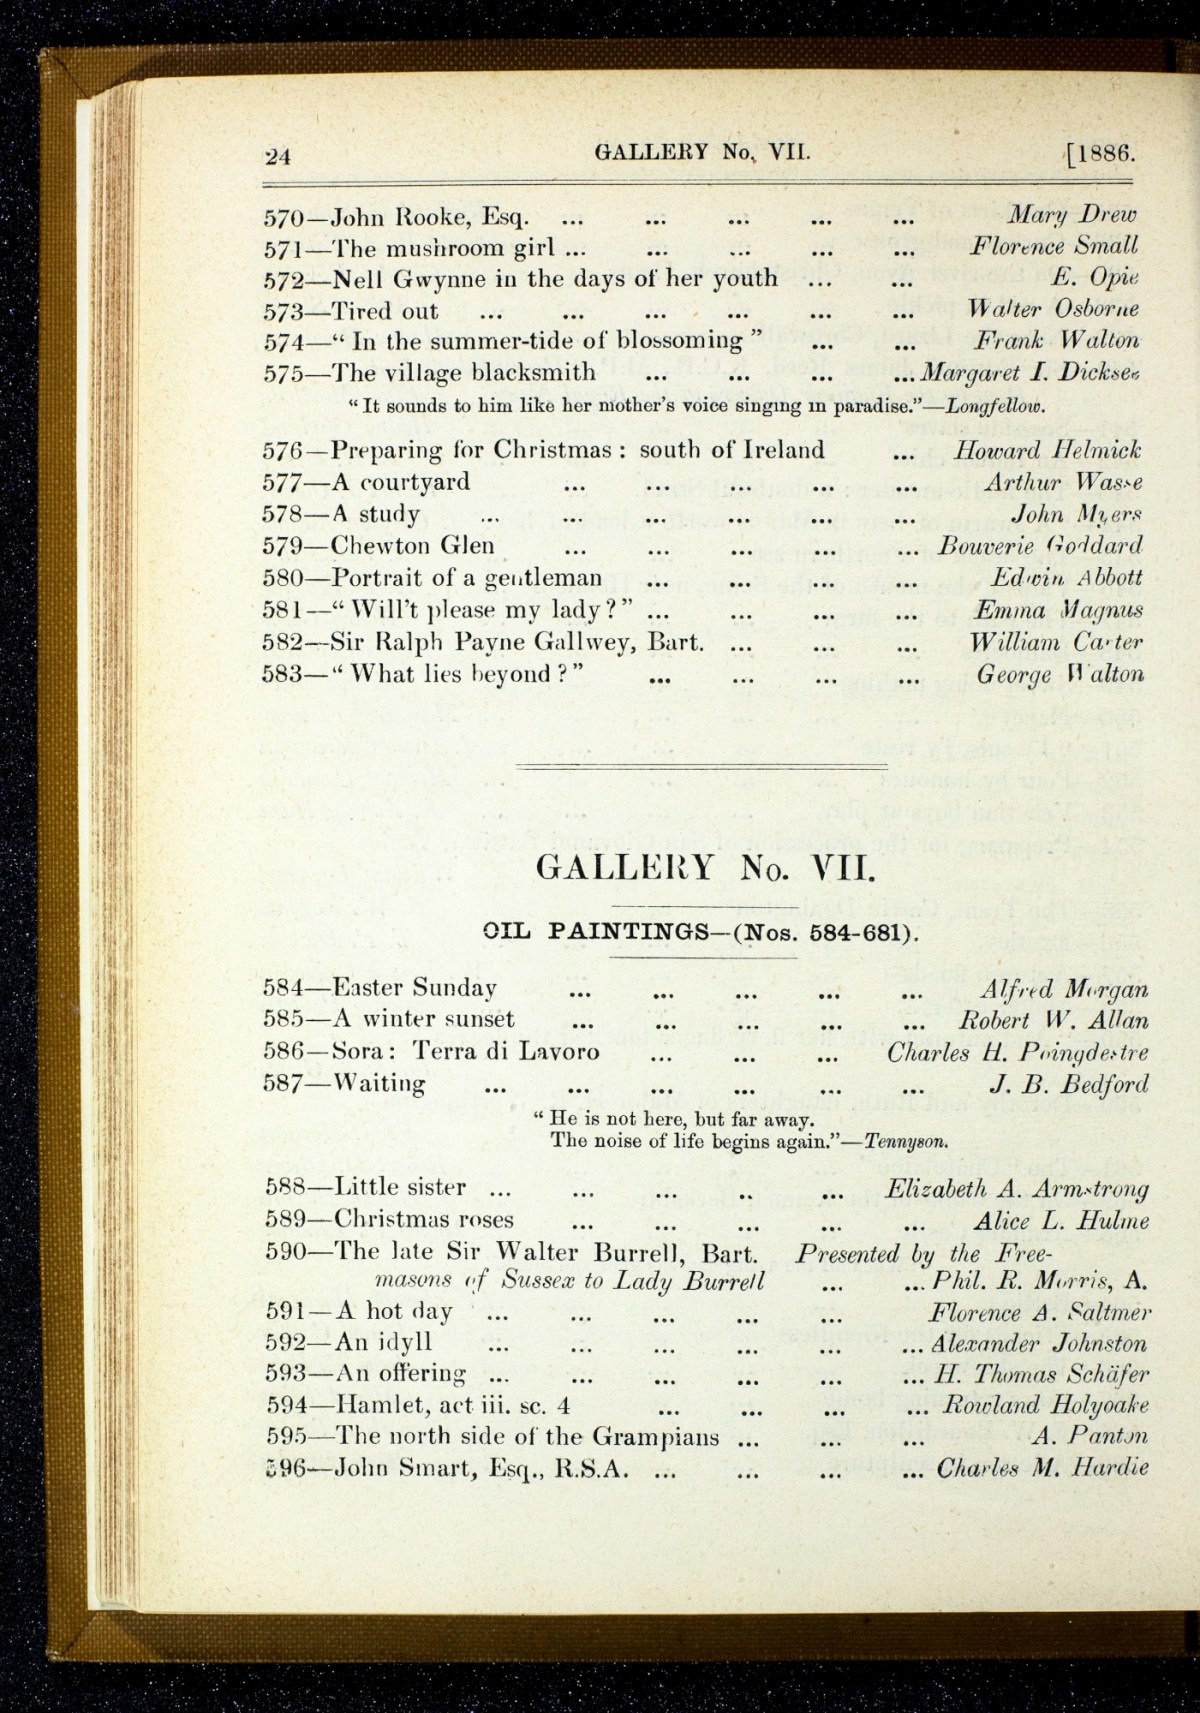 24 GALLERY No. VII. [1886.
570—John Rooke, Esq. ... ... ... ... ... Mary Drew
571—The mushroom girl ... ... ... ... ... Florence Small
572—Nell Gwynne in the days of her youth ... ... E. Opie
573—Tired out ... ... ... ... ... ... Walter Osborne
574—“ In the summer-tide of blossoming ” ... ... Frank Walton
575—The village blacksmith ... ... ... ... Margaret I. Dicksee
“ It sounds to him like her mother’s voice singing in paradise.”—Longfellow.
576—Preparing for Christmas : south of Ireland ... Howard Helmick
577—A courtyard ... ... ... ... ... Arthur Wasse
578—A study ... ... ... ... ... ... John Myers
579—Chewton Glen ... ... ... ... ... Bouverie Goddard
580—Portrait of a gentleman ... ... ... ... Edwin Abbott
581—“ Will’t please my lady ? ” ... ... ... ... Emma Magnus
582—Sir Ralph Payne Gallwey, Bart. ... ... ... William Carter
583—“ What lies beyond ? ” ... ... ... ... George Walton
GALLERY No. VII.
OIL PAINTINGS—(Nos. 584-681).
584—Easter Sunday ... ... ... ... ... Alfred Morgan
585—A winter sunset ... ... ... ... ... Robert W. Allan
586—Sora : Terra di Lavoro ... ... ... Charles H. Poingdestre
587—Waiting ... ... ... ... ... ... J. B. Bedford
“ He is not here, but far away.
The noise of life begins again.”—Tennyson.
588—Little sister ... ... ... .. ... Elizabeth A. Armstrong
589—Christmas roses ... ... ... ... ... Alice L. Hulme
590—The late Sir Walter Burrell, Bart. Presented by the Free-
masons of Sussex to Lady Burrell ... ... Phil. R. Morris, A.
591—A hot day ... ... ... ... ... Florence A. Saltmer
592—An idyll ... ... ... ... ... ... Alexander Johnston
593—An offering ... ... ... ... ... ... H. Thomas Schäfer
594—Hamlet, act iii. sc. 4 ... ... ... ... Rowland Holyoake
595—The north side of the Grampians ... ... ... A. Panton
596—John Smart, Esq., R.S.A. ... ... ... ... Charles M. Hardie